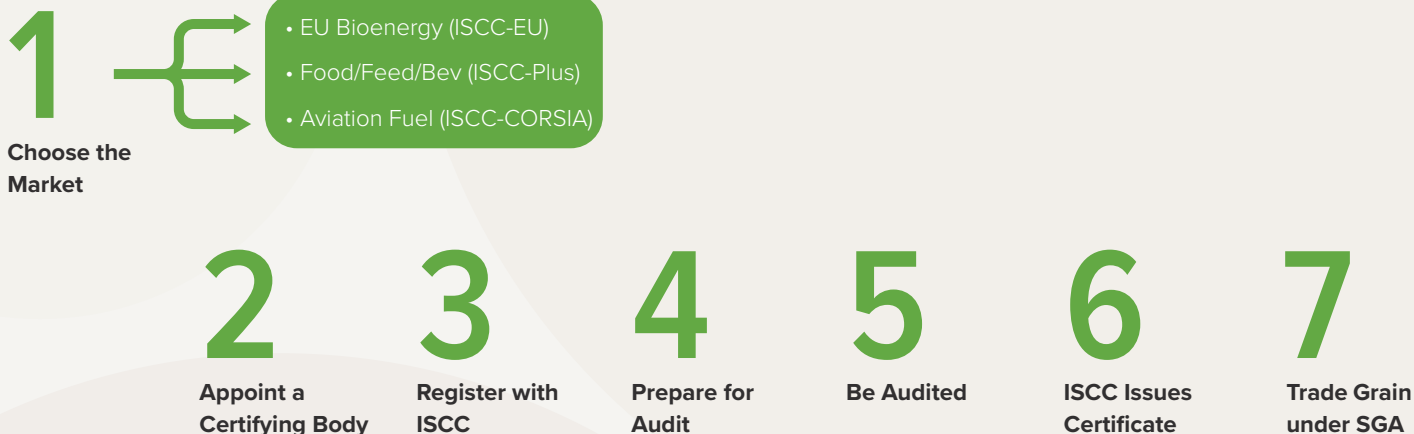 1
• EU Bioenergy (ISCC-EU)
• Food/Feed/Bev (ISCC-Plus)
• Aviation Fuel (ISCC-CORSIA)
Choose the
Market
2
Appoint a
Certifying Body
3
Register with
ISCC
4
Prepare for
Audit
5
Be Audited
6
ISCC Issues
Certificate
7
Trade Grain
under SGA